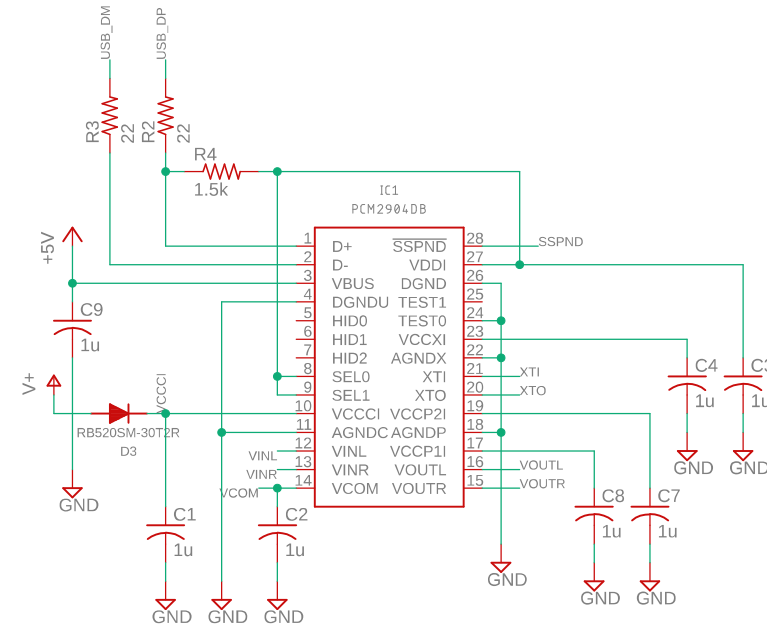 USB_DM
USB_DP
R3
22
R2
22
R4
1.5k
IC1
PCM2904DB
+5V
C9
1u
V+
VCCCI
RB520SM-30T2R
D3
1 D+
2 D-
3 VBUS
4 DGNDU
5 HID0
6 HID1
7 HID2
8 SEL0
9 SEL1
10 VCCCI
11 AGNDC
12 VINL
13 VINR
14 VCOM
SSPND 28
VDDI 27
DGND 26
TEST1 25
TEST0 24
VCCXI 23
AGNDX 22
XTI 21
XTO 20
VCCP2I 19
AGNDP 18
VCCP1I 17
VOUTL 16
VOUTR 15
SSPND
XTI
XTO
VOUTL
VOUTR
VINL
VINR
VCOM
C4
1u
GND
1u
GND
GND
C1
1u
GND
GND
C2
1u
GND
GND
C8
1u
GND
C7
1u
GND